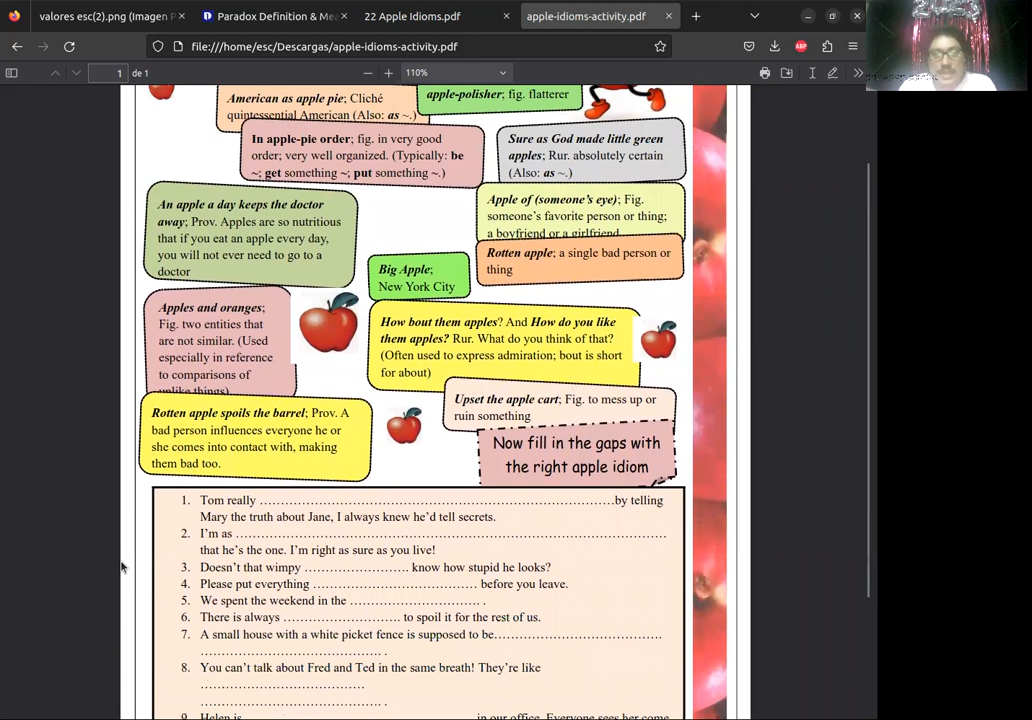 valores esc(2).png (Imagen P
Paradox Definition & Me
22 Apple Idioms.pdf
apple-idioms-activity.pdf
file:///home/esc/Descargas/apple-idioms-activity.pdf
1 de 1
110%
American as apple pie; Cliché
quintessential American (Also: as ~.)
apple-polisher; fig. flatterer
In apple-pie order; fig. in very good
order; very well organized. (Typically: be
~; get something ~; put something ~.)
Sure as God made little green
apples; Rur. absolutely certain
(Also: as ~.)
An apple a day keeps the doctor
away; Prov. Apples are so nutritious
that if you eat an apple every day,
you will not ever need to go to a
doctor
Apple of (someone's eye); Fig.
someone's favorite person or thing;
a boyfriend or a girlfriend
Big Apple;
New York City
Rotten apple; a single bad person or
thing
Apples and oranges;
Fig. two entities that
are not similar. (Used
especially in reference
to comparisons of
unlike things)
How bout them apples? And How do you like
them apples? Rur. What do you think of that?
(Often used to express admiration; bout is short
for about)
Upset the apple cart; Fig. to mess up or
ruin something
Rotten apple spoils the barrel; Prov. A
bad person influences everyone he or
she comes into contact with, making
them bad too.
Now fill in the gaps with
the right apple idiom
1. Tom really ……………………………………………………………………by telling
Mary the truth about Jane, I always knew he'd tell secrets.
2. I'm as ……………………………………………………………………………………
that he's the one. I'm right as sure as you live!
3. Doesn't that wimpy ……………………. know how stupid he looks?
4. Please put everything ………………………………. before you leave.
5. We spent the weekend in the ………………………….. .
6. There is always ………………………. to spoil it for the rest of us.
7. A small house with a white picket fence is supposed to be……………………………….
……………………………………. .
8. You can't talk about Fred and Ted in the same breath! They're like
…………………………………
……………………………………. .
9. Helen is in our office. Everyone sees her come